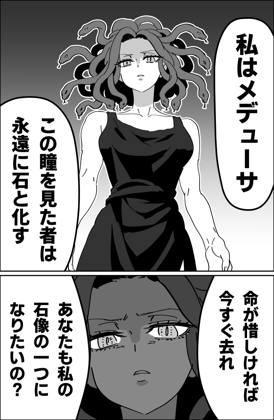 私はメデューサ
この瞳を見た者は
永遠に石と化す
命が惜しければ
今すぐ去れ
あなたも私の
石像の一つに
なりたいの？